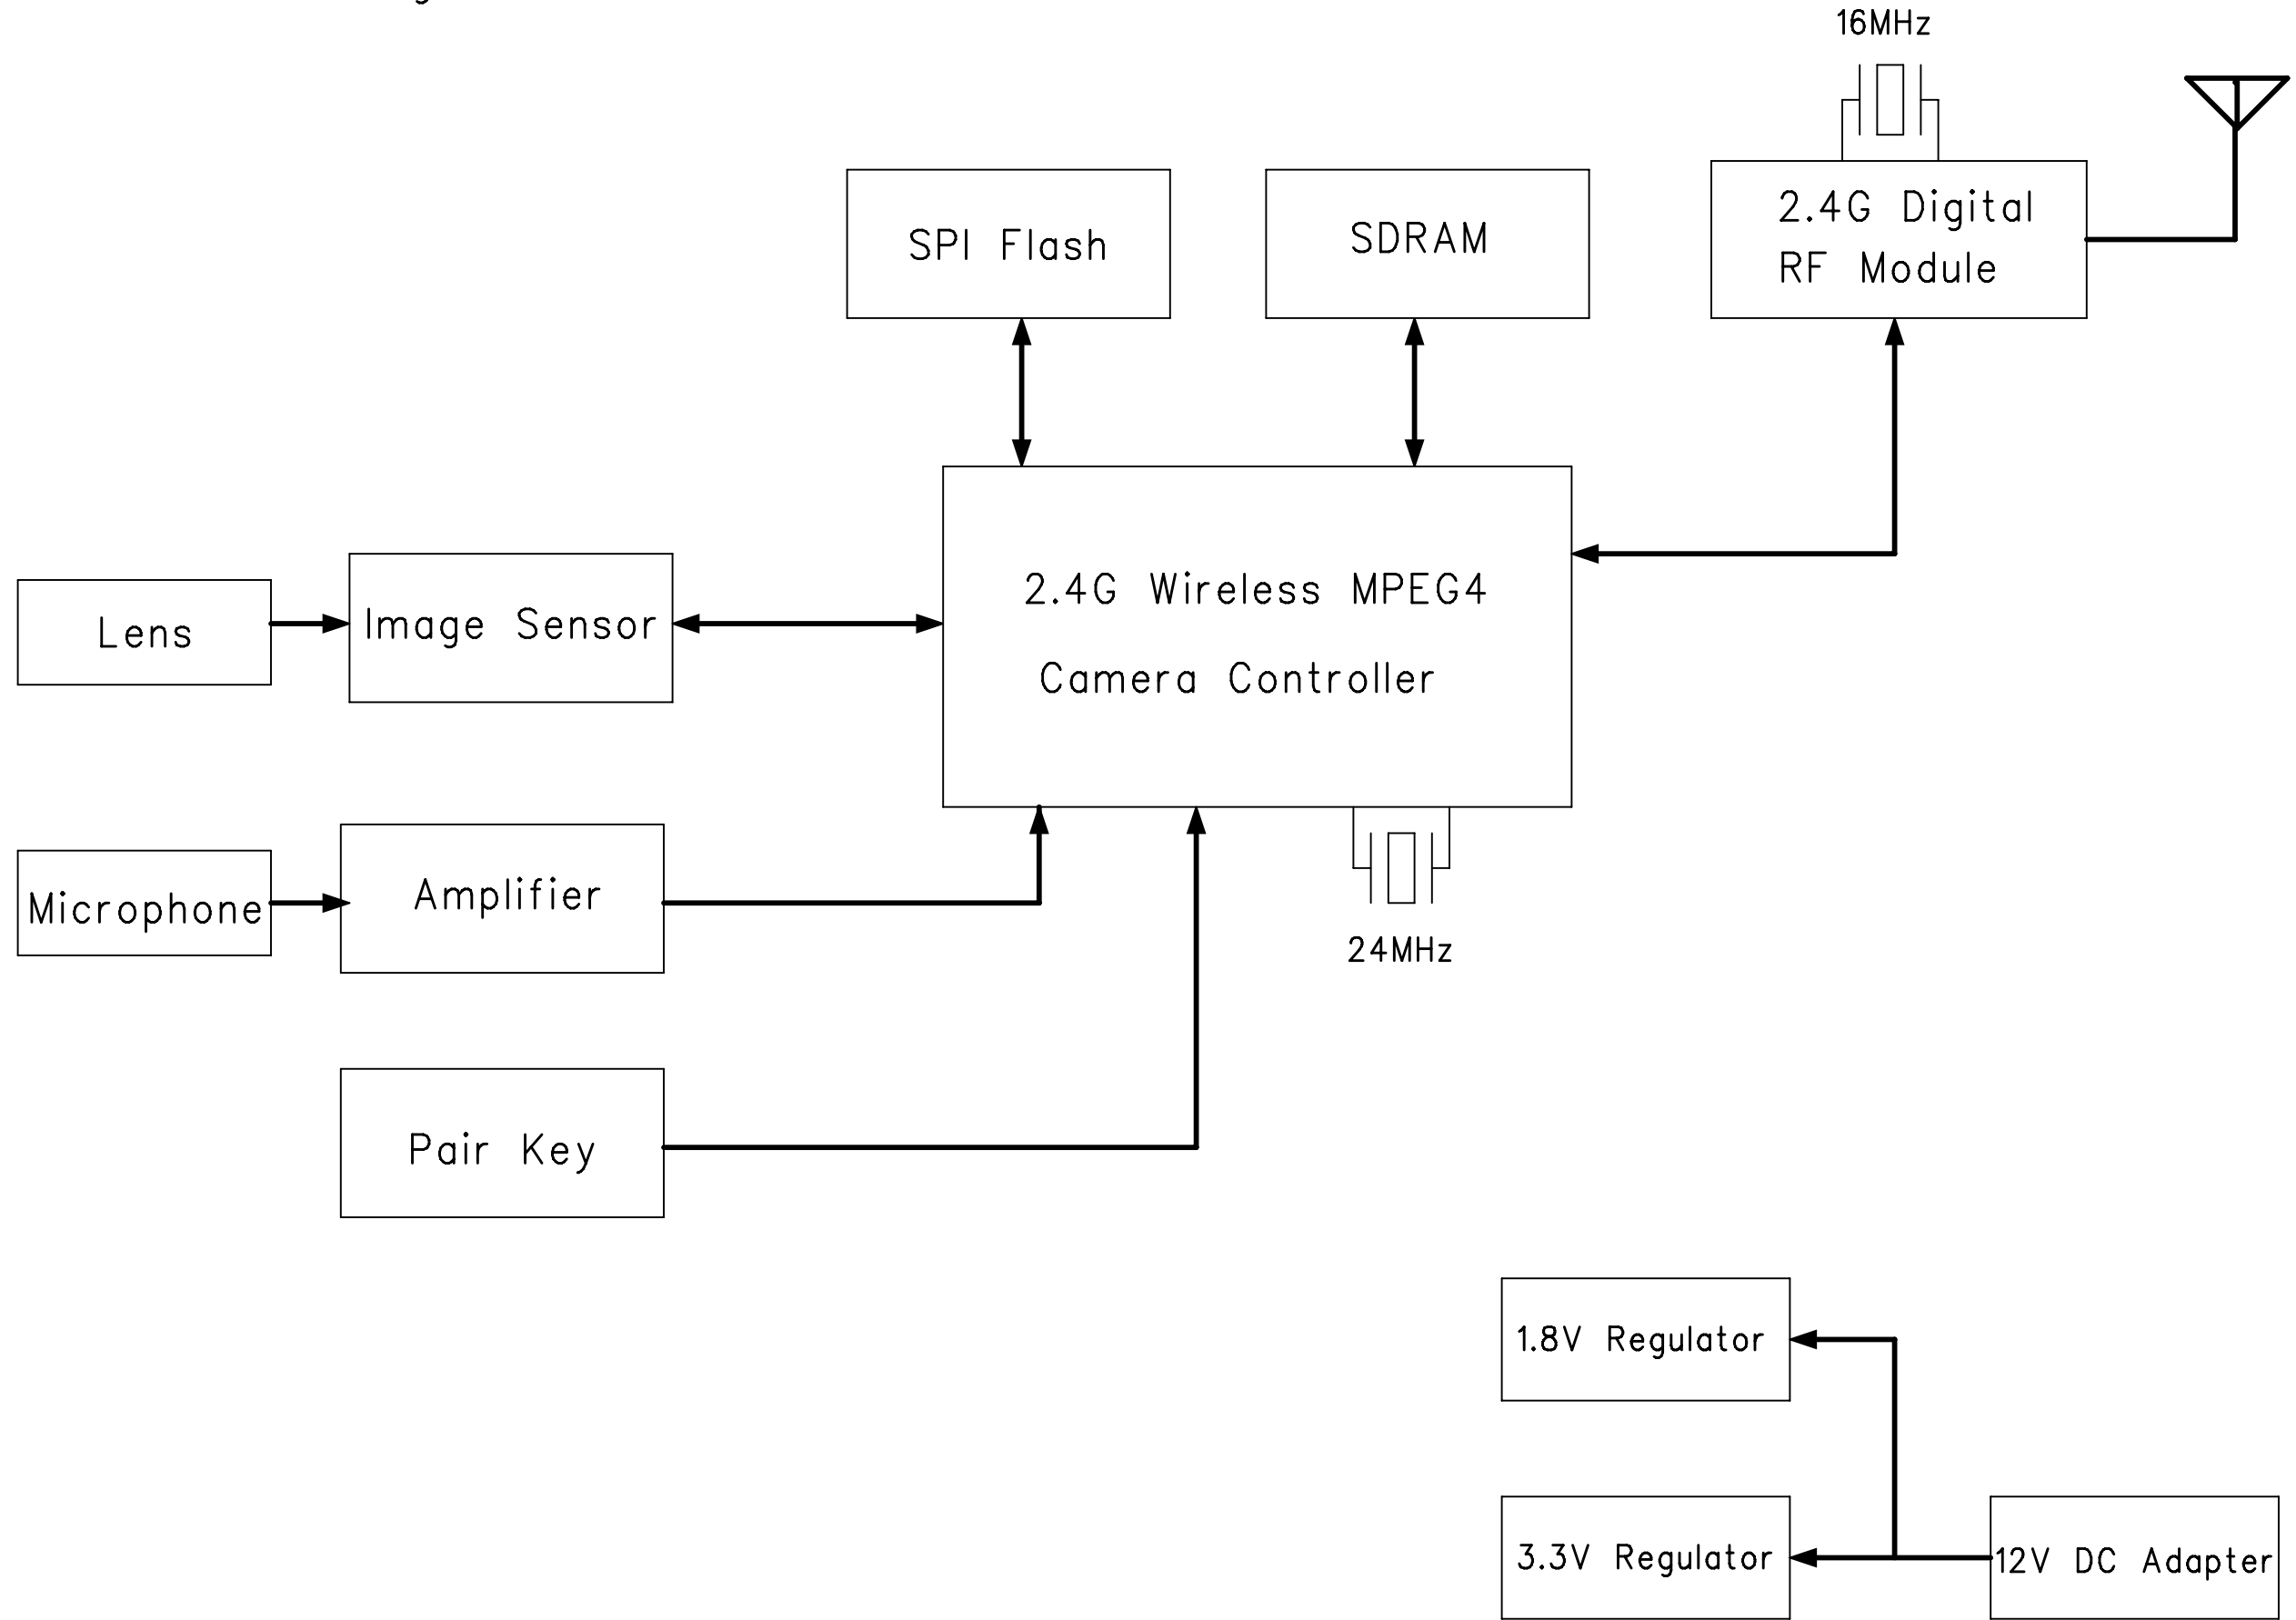 16MHz
SPI Flash
SDRAM
2.4G Digital
RF Module
2.4G Wireless MPEG4
Camera Controller
Lens
Image Sensor
Microphone
Amplifier
24MHz
Pair Key
1.8V Regulator
3.3V Regulator
12V DC Adapter